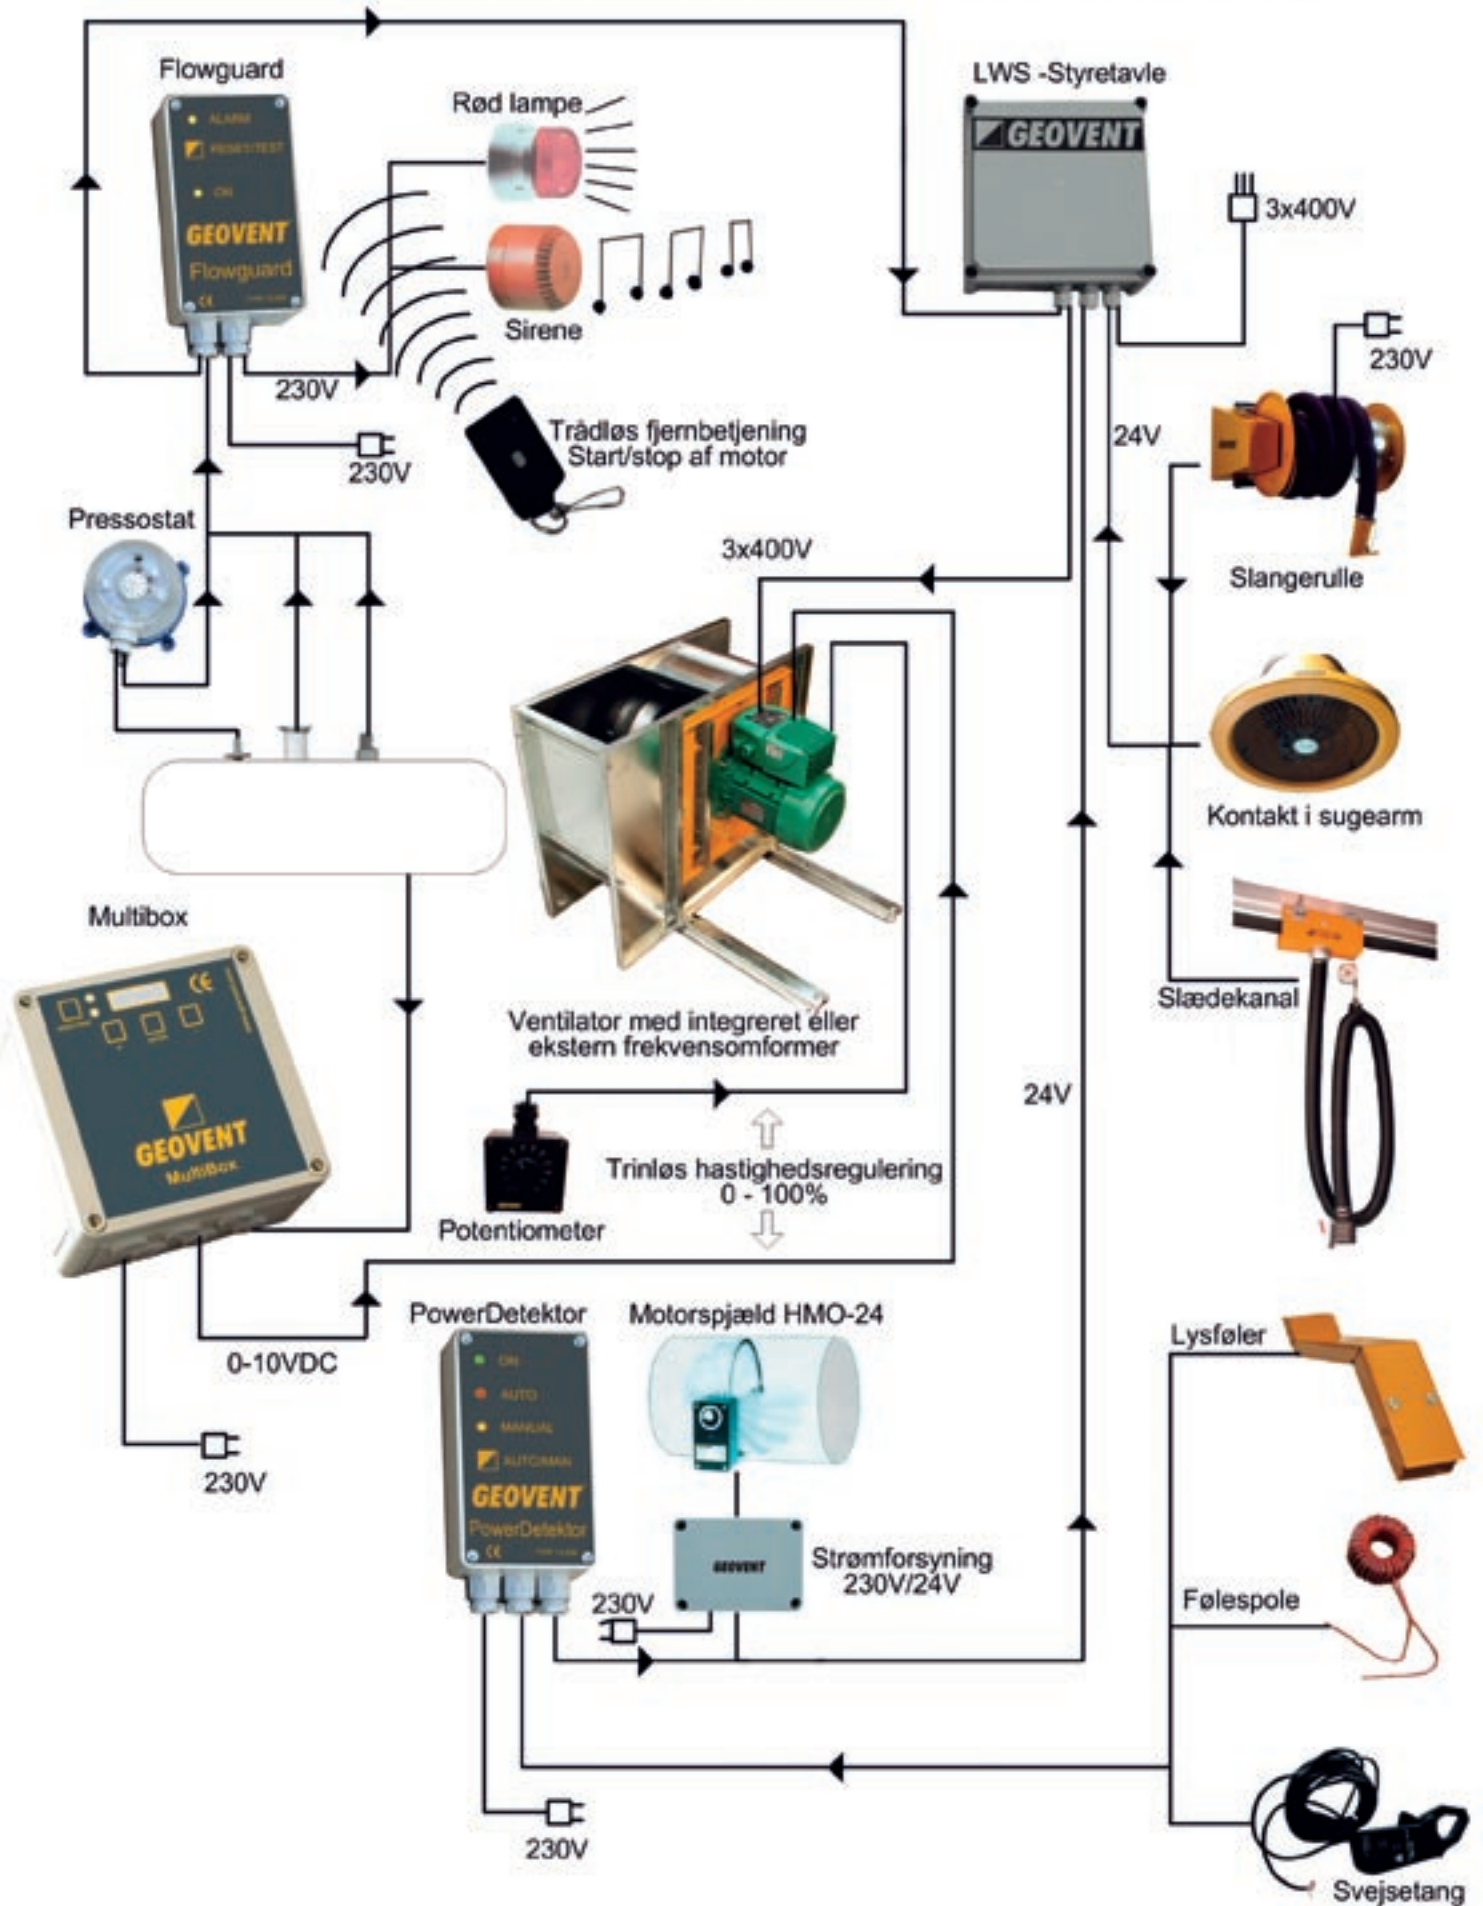 Flowguard
ALARM
RESET/TEST
ON
GEOVENT
Flowguard
CE
Rød lampe
Sirene
230V
230V
Trådløs fjernbetjening
Start/stop af motor
LWS -Styretavle
GEOVENT
3x400V
230V
24V
Slangerulle
Pressostat
3x400V
Kontakt i sugearm
Multibox
CE
GEOVENT
MultiBox
Slædekanal
Ventilator med integreret eller
ekstern frekvensomformer
24V
Trinløs hastighedsregulering
0 - 100%
Potentiometer
0-10VDC
230V
PowerDetektor
ON
AUTO
MANUAL
AUTO/MAN
GEOVENT
PowerDetektor
CE
Motorspjæld HMO-24
GEOVENT
Strømforsyning
230V/24V
230V
230V
Lysføler
Følespole
Svejsetang